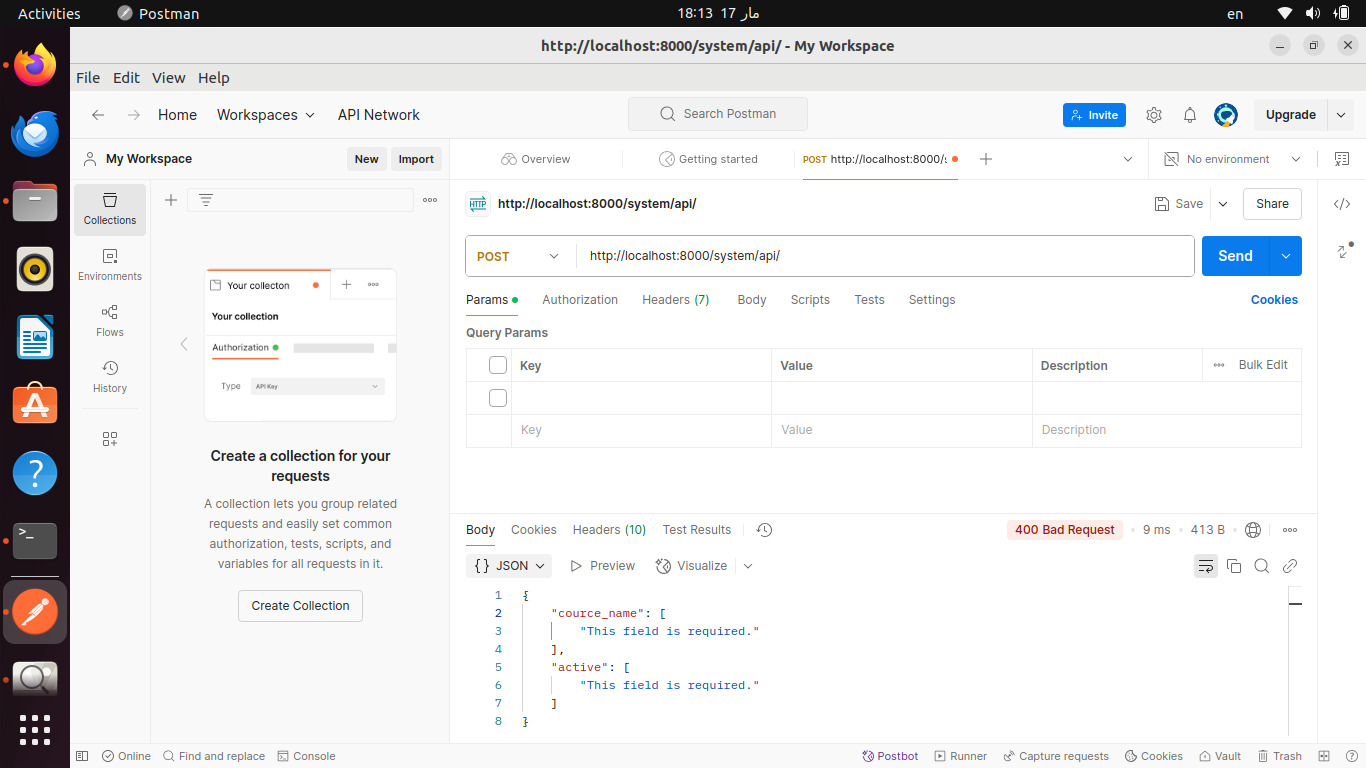 Activities
Postman
18:13 17 مار
en
http://localhost:8000/system/api/ - My Workspace
File Edit View Help
Home Workspaces API Network
Search Postman
Invite
Upgrade
My Workspace
New Import
Overview
Getting started
POST http://localhost:8000/s
No environment
Collections
Environments
Flows
History
Your collecton
Your collection
Authorization
Type API Key
Create a collection for your
requests
A collection lets you group related
requests and easily set common
authorization, tests, scripts, and
variables for all requests in it.
Create Collection
HTTP http://localhost:8000/system/api/
Save Share
POST http://localhost:8000/system/api/
Send
Params Authorization Headers (7) Body Scripts Tests Settings Cookies
Query Params
Key Value Description Bulk Edit
Key Value Description
Body Cookies Headers (10) Test Results
400 Bad Request • 9 ms • 413 B
{} JSON Preview Visualize
1 {
2 "cource_name": [
3 "This field is required."
4 ],
5 "active": [
6 "This field is required."
7 ]
8 }
Online Find and replace Console
Postbot Runner Capture requests Cookies Vault Trash